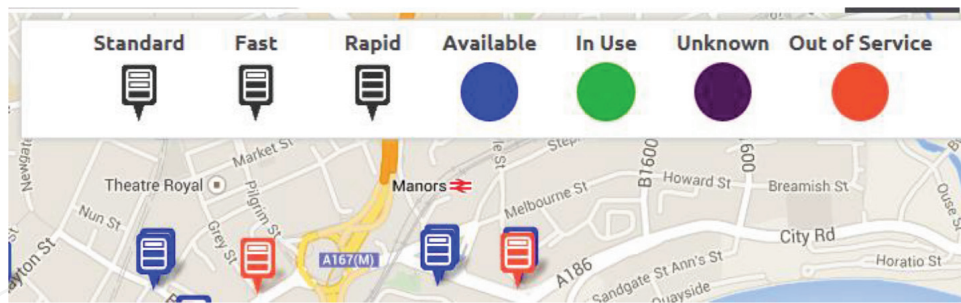 Standard Fast Rapid Available In Use Unknown Out of Service
Market St
Theatre Royal
Pilgrim St
Nun St
Grey St
Manors
Melbourne St
B1600
Howard St
Breamish St
City Rd
A167(M)
A186
Sandgate St Ann's St
Quayside
Horatio St
Ouse S